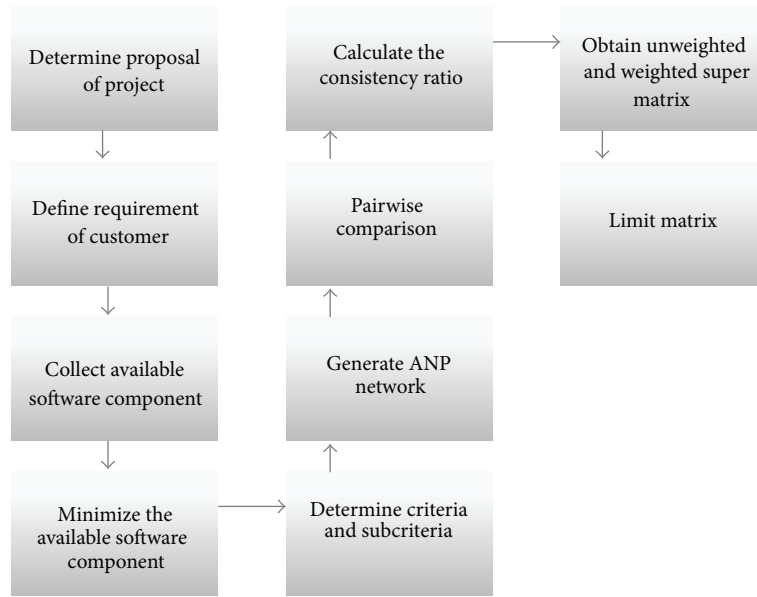 Determine proposal
of project
Define requirement
of customer
Collect available
software component
Minimize the
available software
component
Determine criteria
and subcriteria
Generate ANP
network
Pairwise
comparison
Calculate the
consistency ratio
Obtain unweighted
and weighted super
matrix
Limit matrix